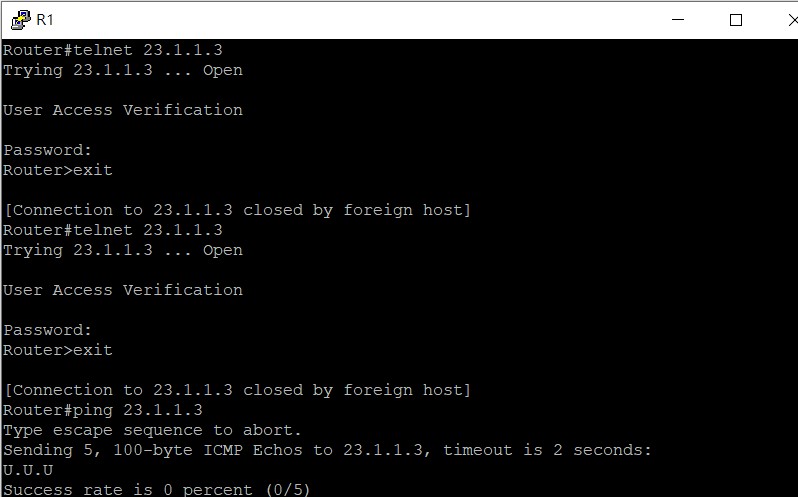 R1
Router#telnet 23.1.1.3
Trying 23.1.1.3 ... Open
User Access Verification
Password:
Router>exit
[Connection to 23.1.1.3 closed by foreign host]
Router#telnet 23.1.1.3
Trying 23.1.1.3 ... Open
User Access Verification
Password:
Router>exit
[Connection to 23.1.1.3 closed by foreign host]
Router#ping 23.1.1.3
Type escape sequence to abort.
Sending 5, 100-byte ICMP Echos to 23.1.1.3, timeout is 2 seconds:
U.U.U
Success rate is 0 percent (0/5)